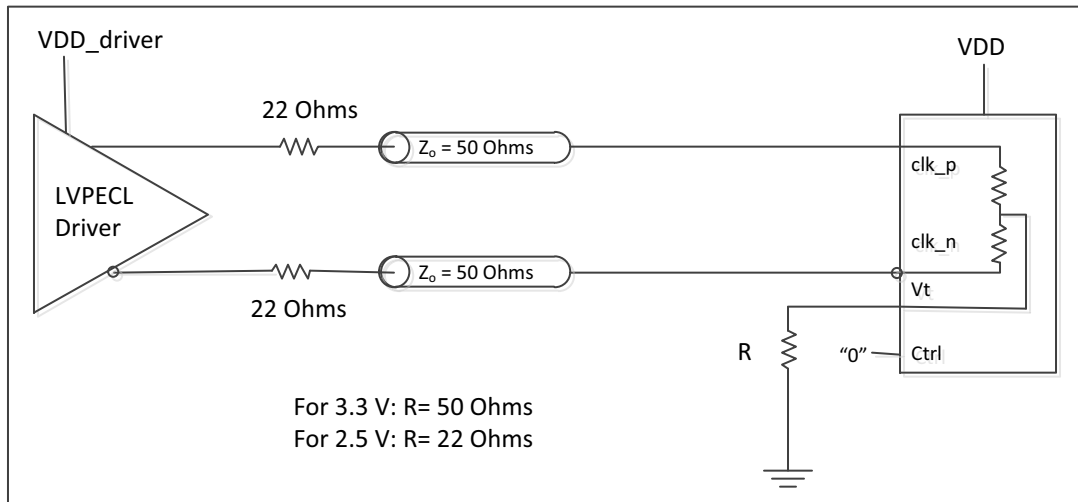 VDD_driver
VDD
22 Ohms
Zo = 50 Ohms
clk_p
LVPECL
Driver
clk_n
Zo = 50 Ohms
Vt
22 Ohms
R
“0”
Ctrl
For 3.3 V: R= 50 Ohms
For 2.5 V: R= 22 Ohms